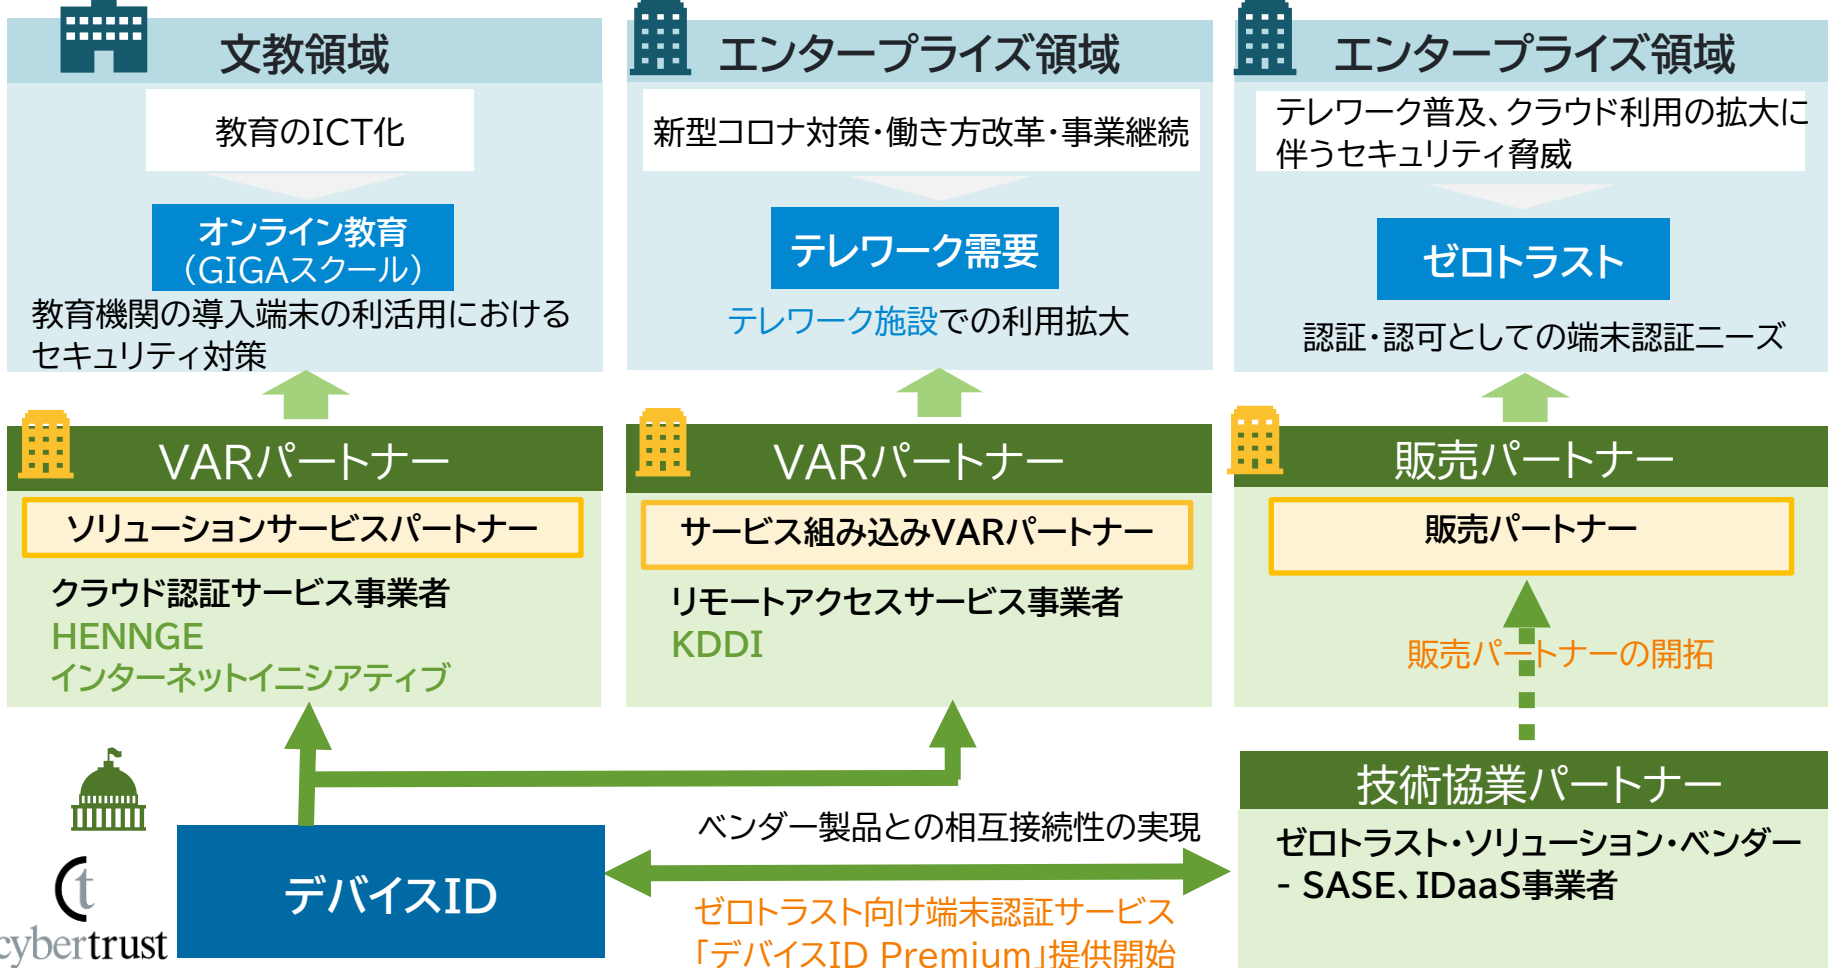 文教領域
教育のICT化
オンライン教育
（GIGAスクール）
教育機関の導入端末の利活用における
セキュリティ対策
エンタープライズ領域
新型コロナ対策・働き方改革・事業継続
テレワーク需要
テレワーク施設での利用拡大
エンタープライズ領域
テレワーク普及、クラウド利用の拡大に
伴うセキュリティ脅威
ゼロトラスト
認証・認可としての端末認証ニーズ
VARパートナー
ソリューションサービスパートナー
クラウド認証サービス事業者
HENNGE
インターネットイニシアティブ
VARパートナー
サービス組み込みVARパートナー
リモートアクセスサービス事業者
KDDI
販売パートナー
販売パートナー
販売パートナーの開拓
技術協業パートナー
ゼロトラスト・ソリューション・ベンダー
- SASE、IDaaS事業者
ベンダー製品との相互接続性の実現
ゼロトラスト向け端末認証サービス
「デバイスID Premium」提供開始
デバイスID
cybertrust